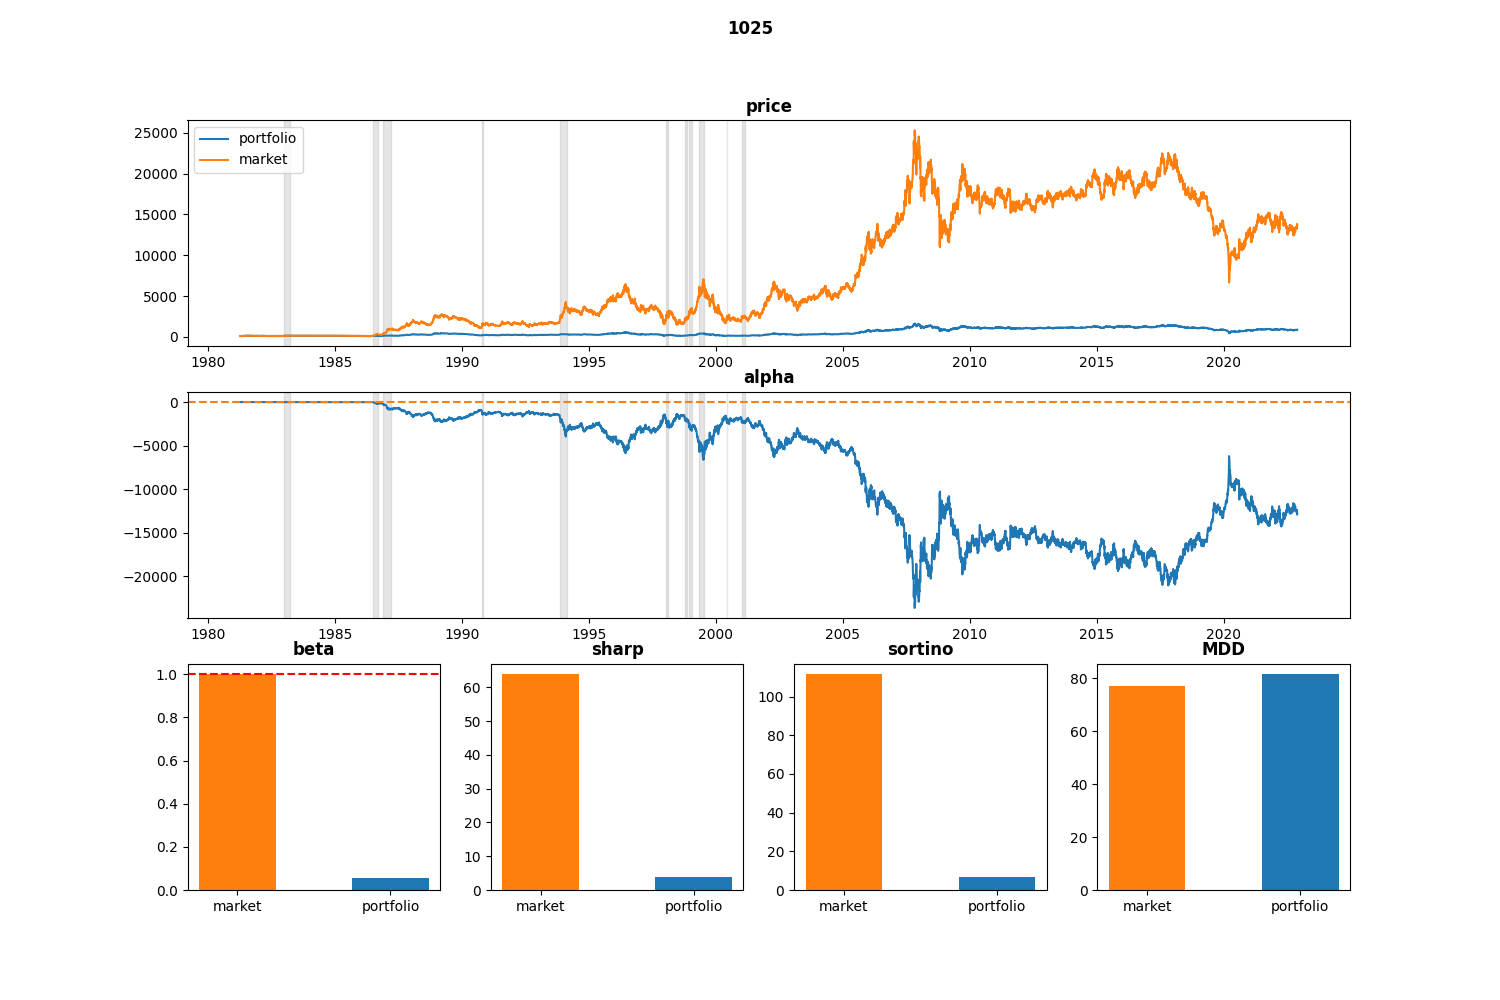 1025
price
portfolio
market
25000
20000
15000
10000
5000
0
1980 1985 1990 1995 2000 2005 2010 2015 2020
alpha
0
−5000
−10000
−15000
−20000
1980 1985 1990 1995 2000 2005 2010 2015 2020
beta
1.0
0.8
0.6
0.4
0.2
0.0
market portfolio
sharp
60
50
40
30
20
10
0
market portfolio
sortino
100
80
60
40
20
0
market portfolio
MDD
80
60
40
20
0
market portfolio